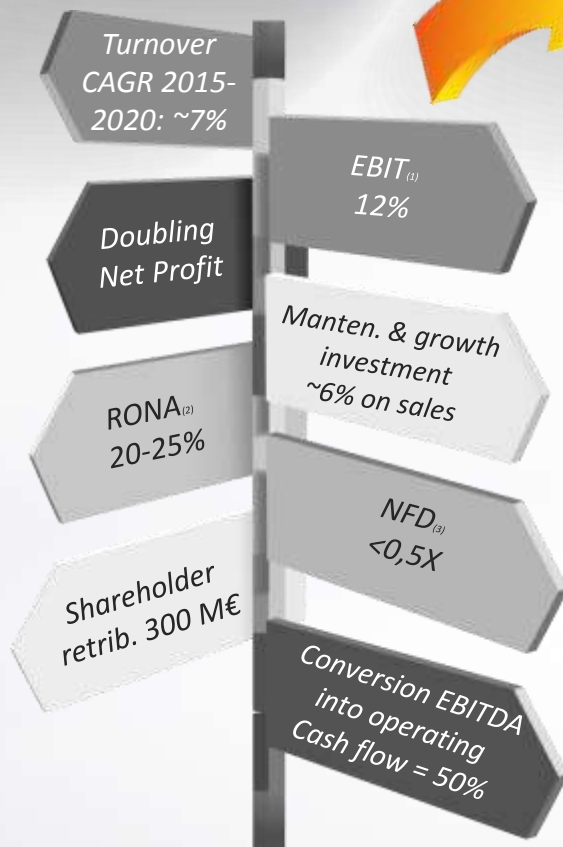 Turnover
CAGR 2015-
2020: ~7%
EBIT(1)
12%
Doubling
Net Profit
Manten. & growth
investment
~6% on sales
RONA(2)
20-25%
NFD(3)
<0,5X
Shareholder
retrib. 300 M€
Conversion EBITDA
into operating
Cash flow = 50%